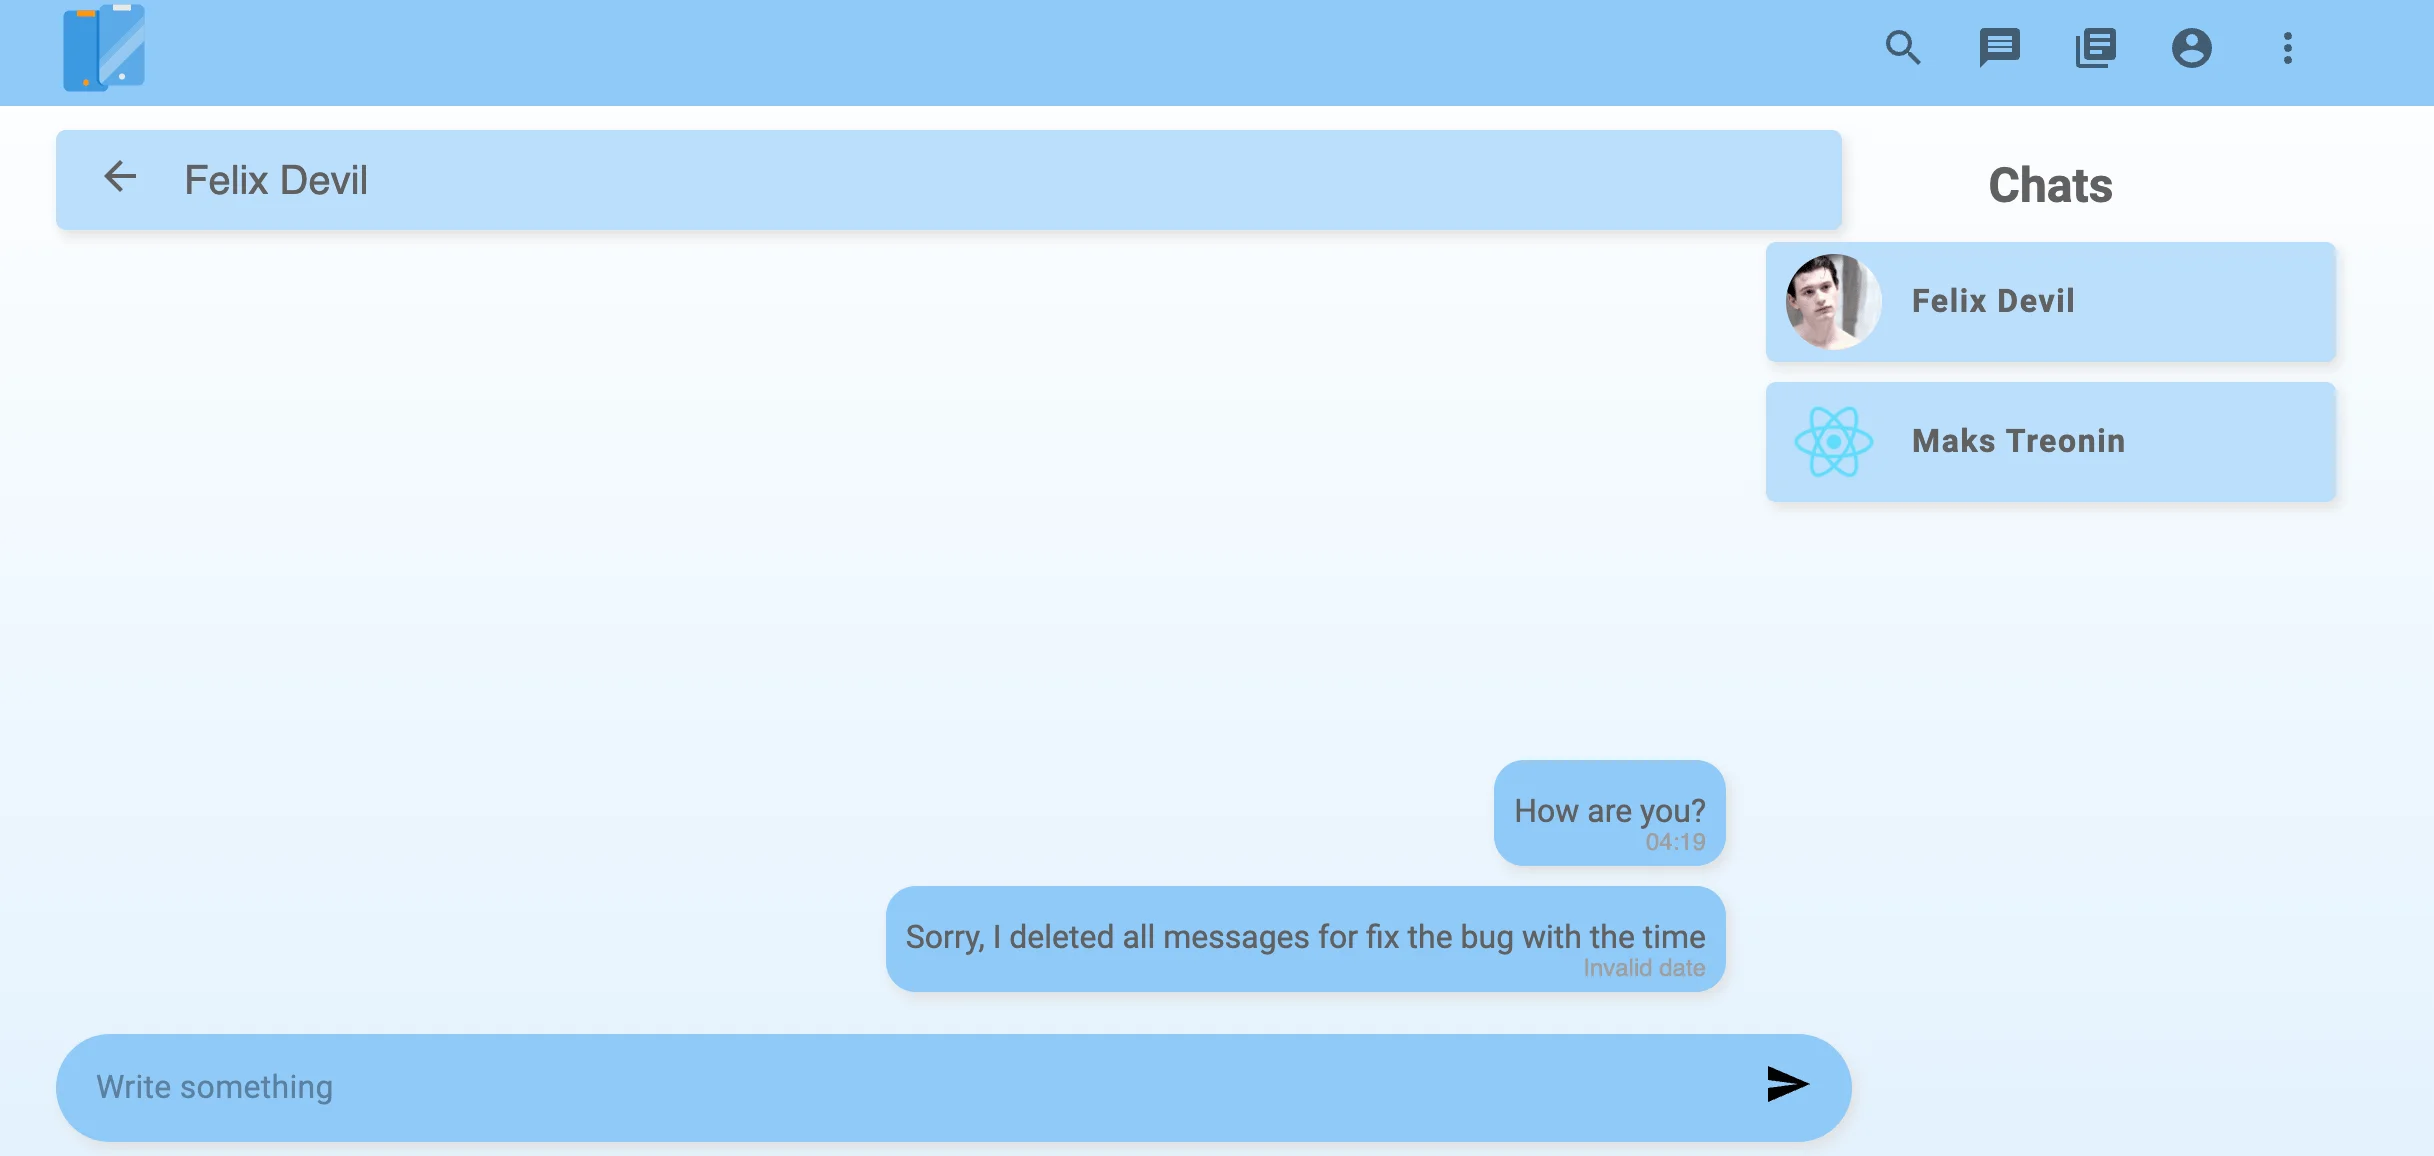 Felix Devil
Chats
Felix Devil
Maks Treonin
How are you?
04:19
Sorry, I deleted all messages for fix the bug with the time
Invalid date
Write something